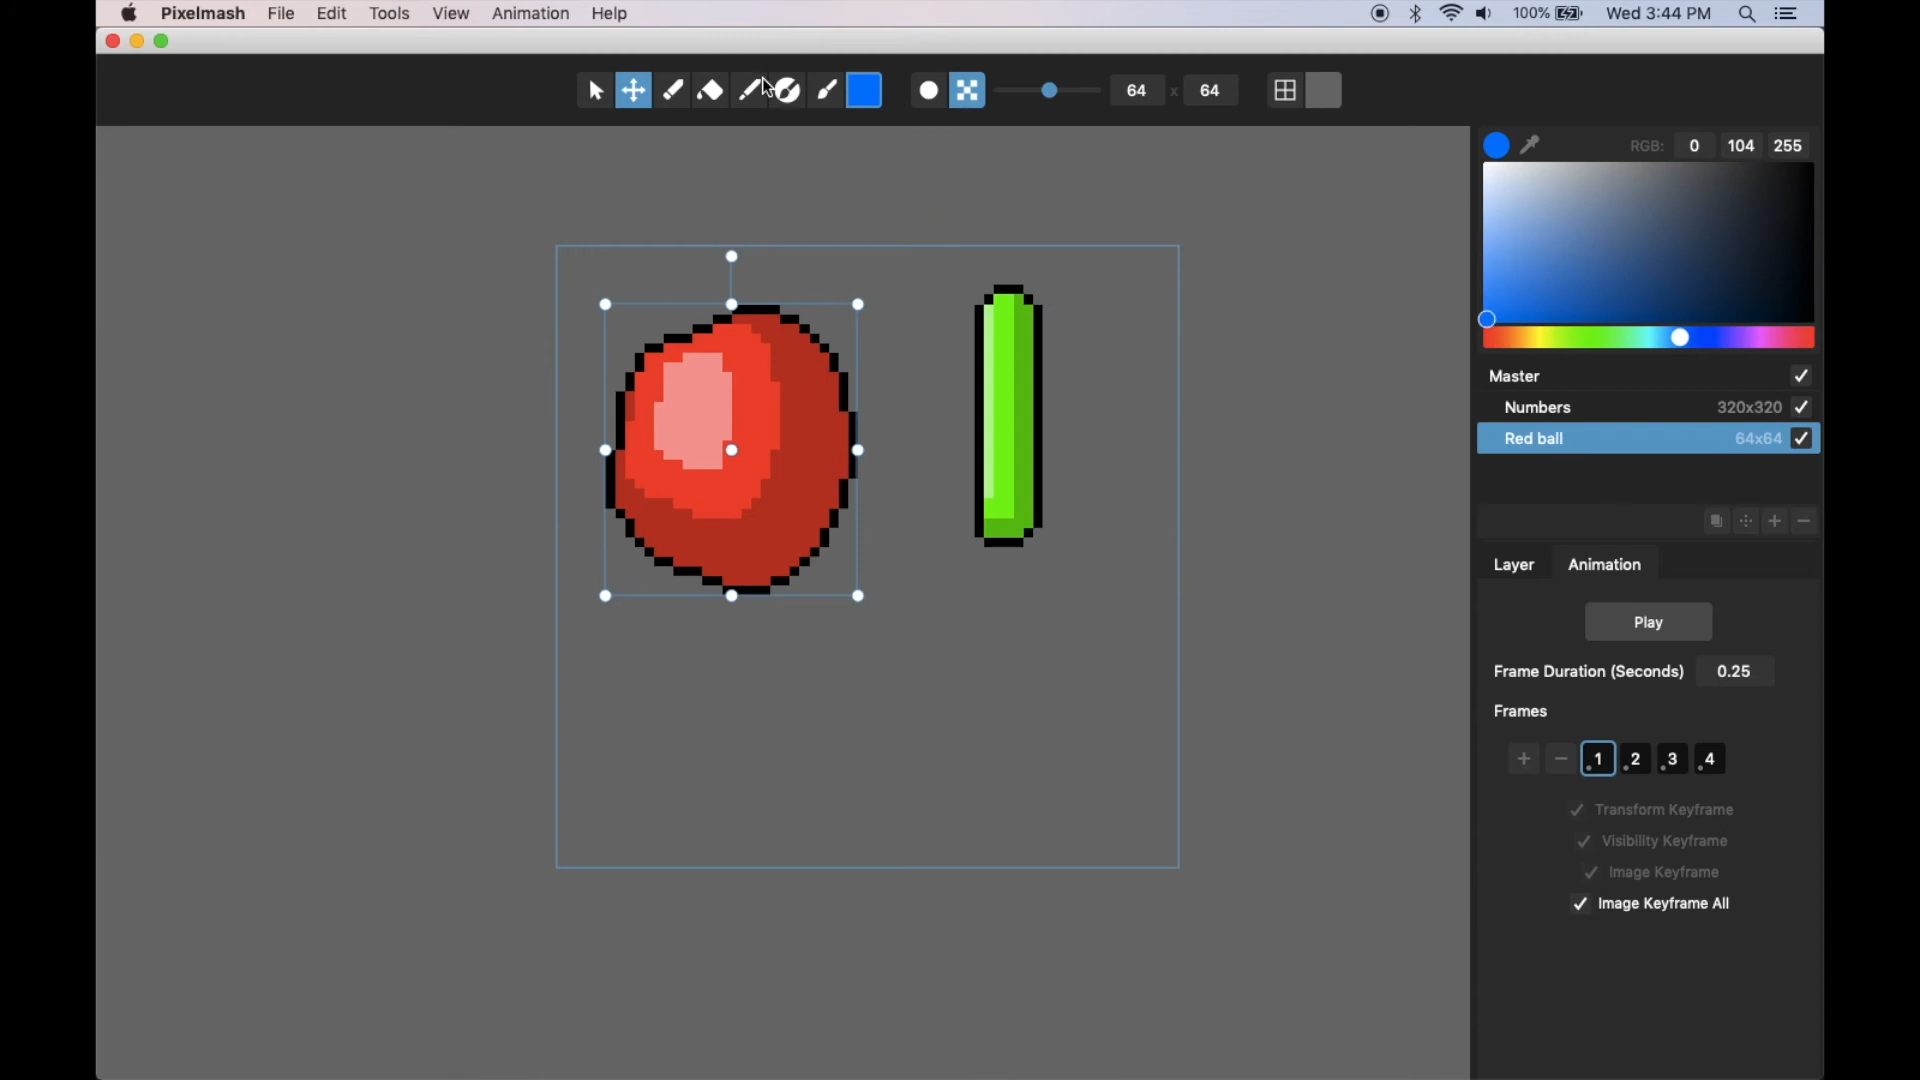 Pixelmash File Edit Tools View Animation Help 100% Wed 3:44 PM
64 x 64
RGB: 0 104 255
Master
Numbers 320x320
Red ball 64x64
Layer Animation
Play
Frame Duration (Seconds) 0.25
Frames
+ − 1 2 3 4
Transform Keyframe
Visibility Keyframe
Image Keyframe
Image Keyframe All